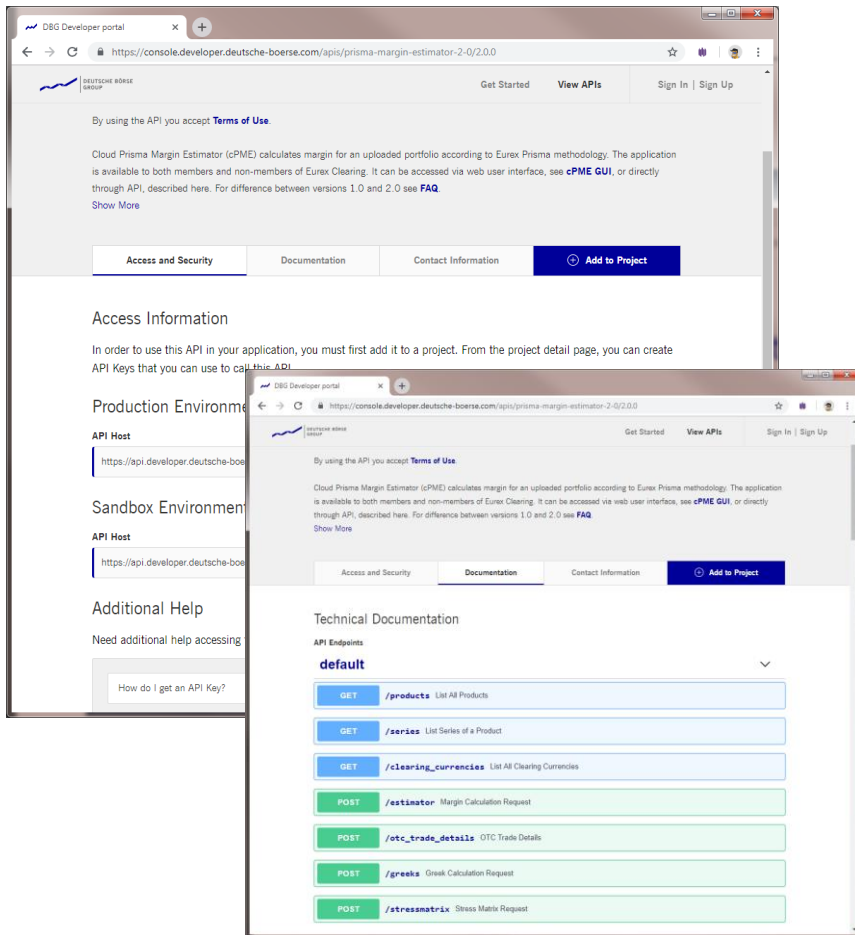 DBG Developer portal
https://console.developer.deutsche-boerse.com/apis/prisma-margin-estimator-2-0/2.0.0
DEUTSCHE BÖRSE
GROUP
Get Started
View APIs
Sign In | Sign Up
By using the API you accept Terms of Use.
Cloud Prisma Margin Estimator (cPME) calculates margin for an uploaded portfolio according to Eurex Prisma methodology. The application
is available to both members and non-members of Eurex Clearing. It can be accessed via web user interface, see cPME GUI, or directly
through API, described here. For difference between versions 1.0 and 2.0 see FAQ.
Show More
Access and Security
Documentation
Contact Information
Add to Project
Access Information
In order to use this API in your application, you must first add it to a project. From the project detail page, you can create
API Keys that you can use to call this API.
Production Environme
API Host
https://api.developer.deutsche-boe
Sandbox Environment
API Host
https://api.developer.deutsche-boe
Additional Help
Need additional help accessing
How do I get an API Key?
DBG Developer portal
https://console.developer.deutsche-boerse.com/apis/prisma-margin-estimator-2-0/2.0.0
DEUTSCHE BÖRSE
GROUP
Get Started
View APIs
Sign In | Sign Up
By using the API you accept Terms of Use.
Cloud Prisma Margin Estimator (cPME) calculates margin for an uploaded portfolio according to Eurex Prisma methodology. The application
is available to both members and non-members of Eurex Clearing. It can be accessed via web user interface, see cPME GUI, or directly
through API, described here. For difference between versions 1.0 and 2.0 see FAQ.
Show More
Access and Security
Documentation
Contact Information
Add to Project
Technical Documentation
API Endpoints
default
GET /products List All Products
GET /series List Series of a Product
GET /clearing_currencies List All Clearing Currencies
POST /estimator Margin Calculation Request
POST /otc_trade_details OTC Trade Details
POST /greeks Greek Calculation Request
POST /stressmatrix Stress Matrix Request